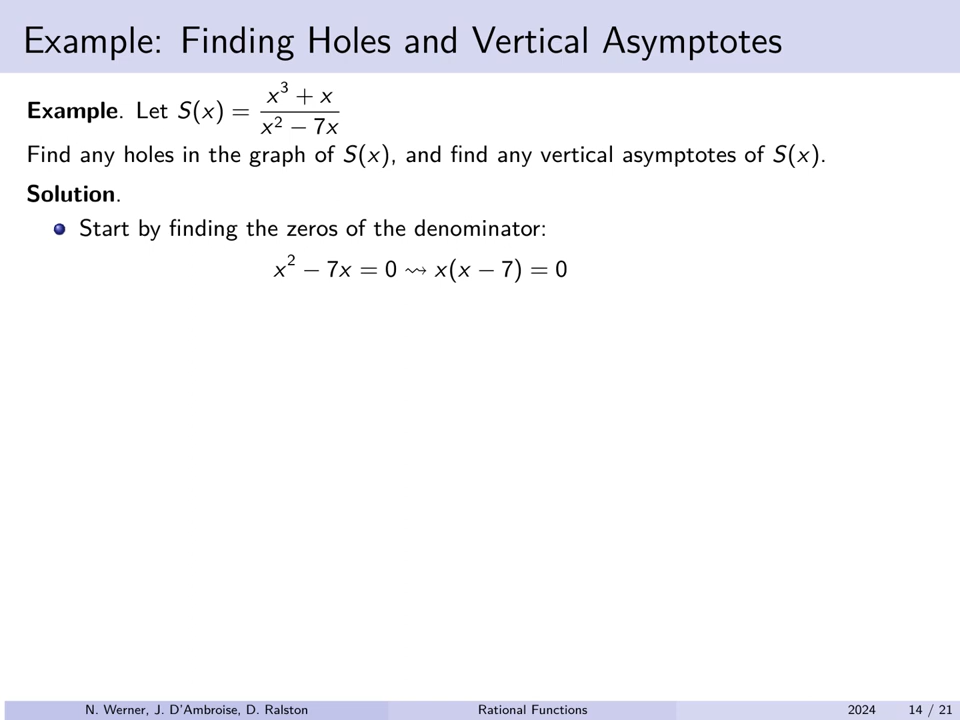 Example: Finding Holes and Vertical Asymptotes
Example. Let S(x) = (x³ + x)/(x² − 7x)
Find any holes in the graph of S(x), and find any vertical asymptotes of S(x).
Solution.
Start by finding the zeros of the denominator:
x² − 7x = 0 ⇝ x(x − 7) = 0
N. Werner, J. D'Ambroise, D. Ralston Rational Functions 2024 14 / 21